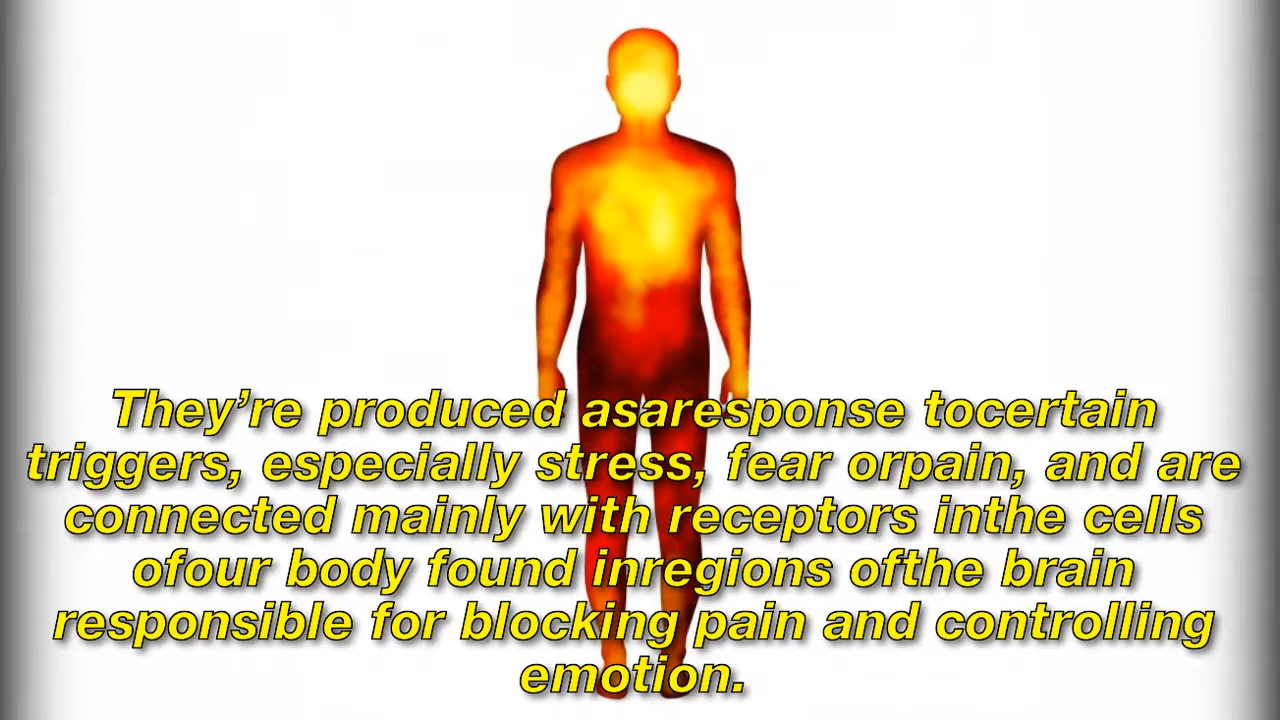 They’re produced asaresponse tocertain
triggers, especially stress, fear orpain, and are
connected mainly with receptors inthe cells
ofour body found inregions ofthe brain
responsible for blocking pain and controlling
emotion.